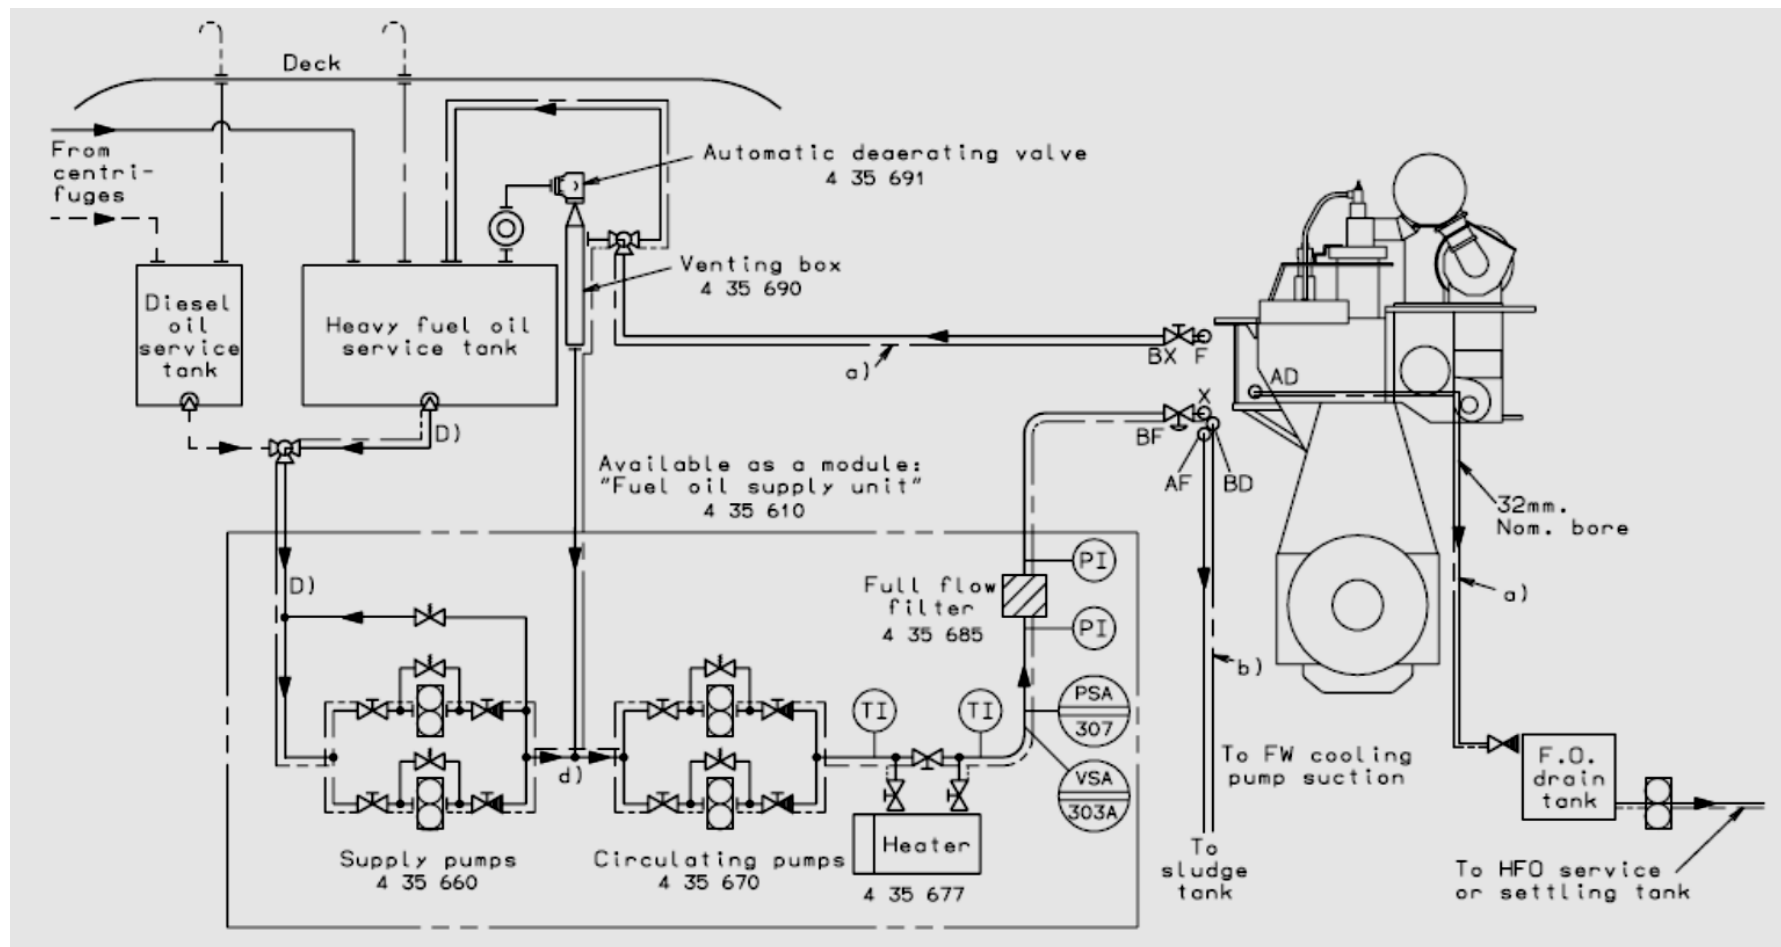 Deck
From
centri-
fuges
Automatic deaerating valve
4 35 691
Venting box
4 35 690
Diesel
oil
service
tank
Heavy fuel oil
service tank
a)
BX F
AD
X
BF
AF BD
D)
Available as a module:
"Fuel oil supply unit"
4 35 610
32mm.
Nom. bore
D)
PI
Full flow
filter
4 35 685
PI
a)
b)
TI
TI
PSA
307
d)
VSA
303A
To FW cooling
pump suction
F.O.
drain
tank
Heater
Supply pumps
4 35 660
Circulating pumps
4 35 670
4 35 677
To
sludge
tank
To HFO service
or settling tank